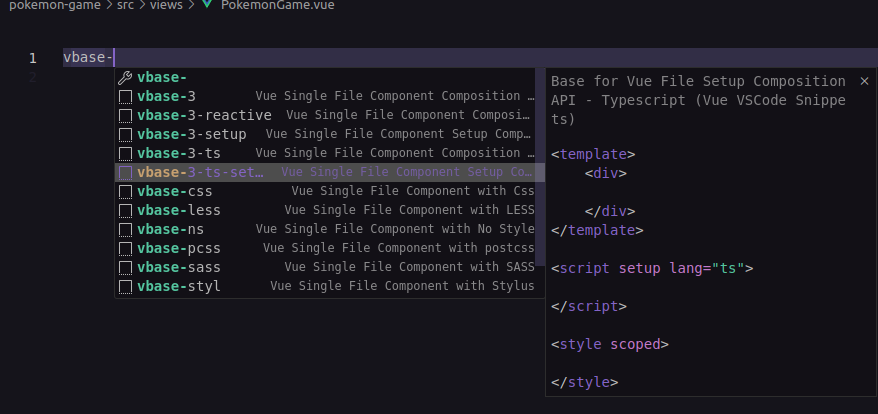 pokemon-game > src > views > PokemonGame.vue
1 vbase-
2
vbase-
vbase-3 Vue Single File Component Composition …
vbase-3-reactive Vue Single File Component Composi…
vbase-3-setup Vue Single File Component Setup Comp…
vbase-3-ts Vue Single File Component Composition …
vbase-3-ts-set… Vue Single File Component Setup Co…
vbase-css Vue Single File Component with Css
vbase-less Vue Single File Component with LESS
vbase-ns Vue Single File Component with No Style
vbase-pcss Vue Single File Component with postcss
vbase-sass Vue Single File Component with SASS
vbase-styl Vue Single File Component with Stylus
Base for Vue File Setup Composition
API - Typescript (Vue VSCode Snippe
ts)
<template>
<div>
</div>
</template>
<script setup lang="ts">
</script>
<style scoped>
</style>